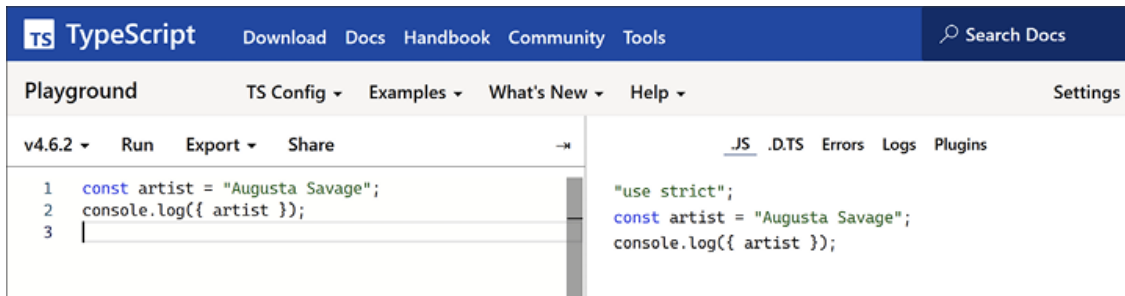 TS TypeScript Download Docs Handbook Community Tools Search Docs
Playground TS Config Examples What's New Help Settings
v4.6.2 Run Export Share .JS .D.TS Errors Logs Plugins
1 const artist = "Augusta Savage";
2 console.log({ artist });
3
"use strict";
const artist = "Augusta Savage";
console.log({ artist });